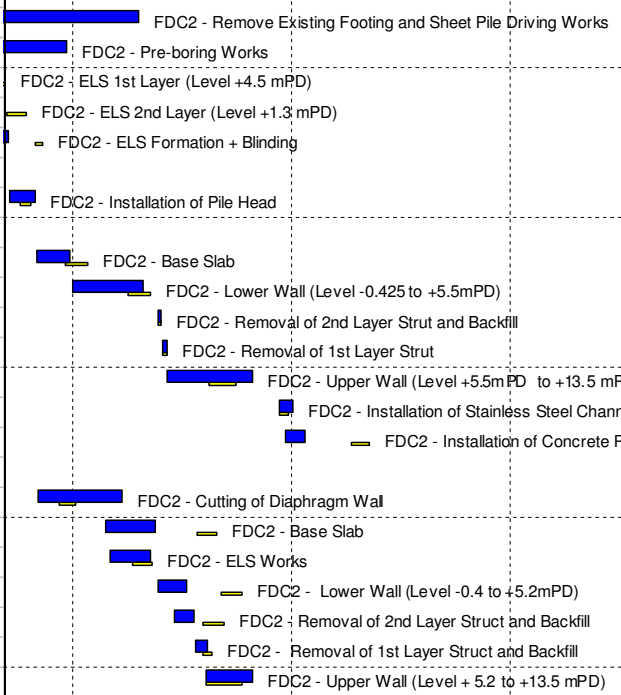 FDC2 - Remove Existing Footing and Sheet Pile Driving Works
FDC2 - Pre-boring Works
FDC2 - ELS 1st Layer (Level +4.5 mPD)
FDC2 - ELS 2nd Layer (Level +1.3 mPD)
FDC2 - ELS Formation + Blinding
FDC2 - Installation of Pile Head
FDC2 - Base Slab
FDC2 - Lower Wall (Level -0.425 to +5.5mPD)
FDC2 - Removal of 2nd Layer Strut and Backfill
FDC2 - Removal of 1st Layer Strut
FDC2 - Upper Wall (Level +5.5mPD to +13.5 mP
FDC2 - Installation of Stainless Steel Chann
FDC2 - Installation of Concrete
FDC2 - Cutting of Diaphragm Wall
FDC2 - Base Slab
FDC2 - ELS Works
FDC2 - Lower Wall (Level -0.4 to +5.2mPD)
FDC2 - Removal of 2nd Layer Struct and Backfill
FDC2 - Removal of 1st Layer Struct and Backfill
FDC2 - Upper Wall (Level + 5.2 to +13.5 mPD)